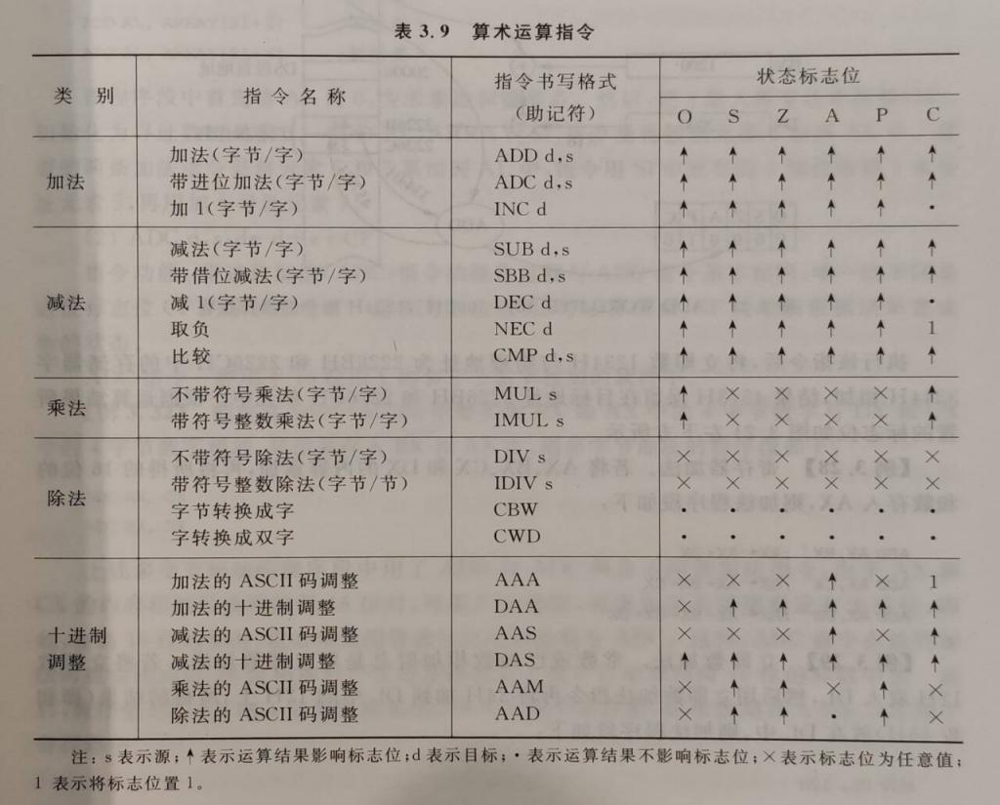 表 3.9 算术运算指令
类 别 指 令 名 称 指令书写格式(助记符) 状态标志位
O S Z A P C
加法 加法(字节/字) ADD d,s ↑ ↑ ↑ ↑ ↑ ↑
带进位加法(字节/字) ADC d,s ↑ ↑ ↑ ↑ ↑ ↑
加 1(字节/字) INC d ↑ ↑ ↑ ↑ ↑ ·
减法 减法(字节/字) SUB d,s ↑ ↑ ↑ ↑ ↑ ↑
带借位减法(字节/字) SBB d,s ↑ ↑ ↑ ↑ ↑ ↑
减 1(字节/字) DEC d ↑ ↑ ↑ ↑ ↑ ·
取负 NEC d ↑ ↑ ↑ ↑ ↑ 1
比较 CMP d,s ↑ ↑ ↑ ↑ ↑ ↑
乘法 不带符号乘法(字节/字) MUL s ↑ × × × × ↑
带符号整数乘法(字节/字) IMUL s ↑ × × × × ↑
除法 不带符号除法(字节/字) DIV s × × × × × ×
带符号整数除法(字节/节) IDIV s × × × × × ×
字节转换成字 CBW · · · · · ·
字转换成双字 CWD · · · · · ·
十进制调整 加法的 ASCII 码调整 AAA × × × ↑ × 1
加法的十进制调整 DAA × ↑ ↑ ↑ ↑ ↑
减法的 ASCII 码调整 AAS × × × ↑ × ↑
减法的十进制调整 DAS × ↑ ↑ ↑ ↑ ↑
乘法的 ASCII 码调整 AAM × ↑ ↑ × ↑ ×
除法的 ASCII 码调整 AAD × ↑ ↑ · ↑ ×
注: s 表示源;↑表示运算结果影响标志位;d 表示目标;·表示运算结果不影响标志位;×表示标志位为任意值;
1 表示将标志位置 1。